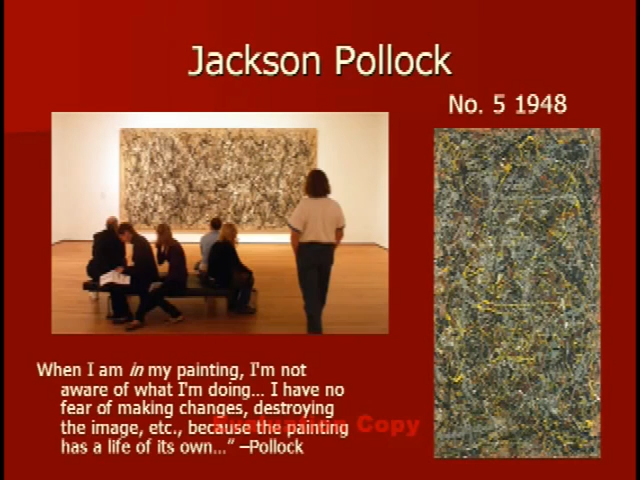 Jackson Pollock
No. 5 1948
When I am in my painting, I'm not
aware of what I'm doing... I have no
fear of making changes, destroying
the image, etc., because the painting
has a life of its own…” –Pollock
Copy